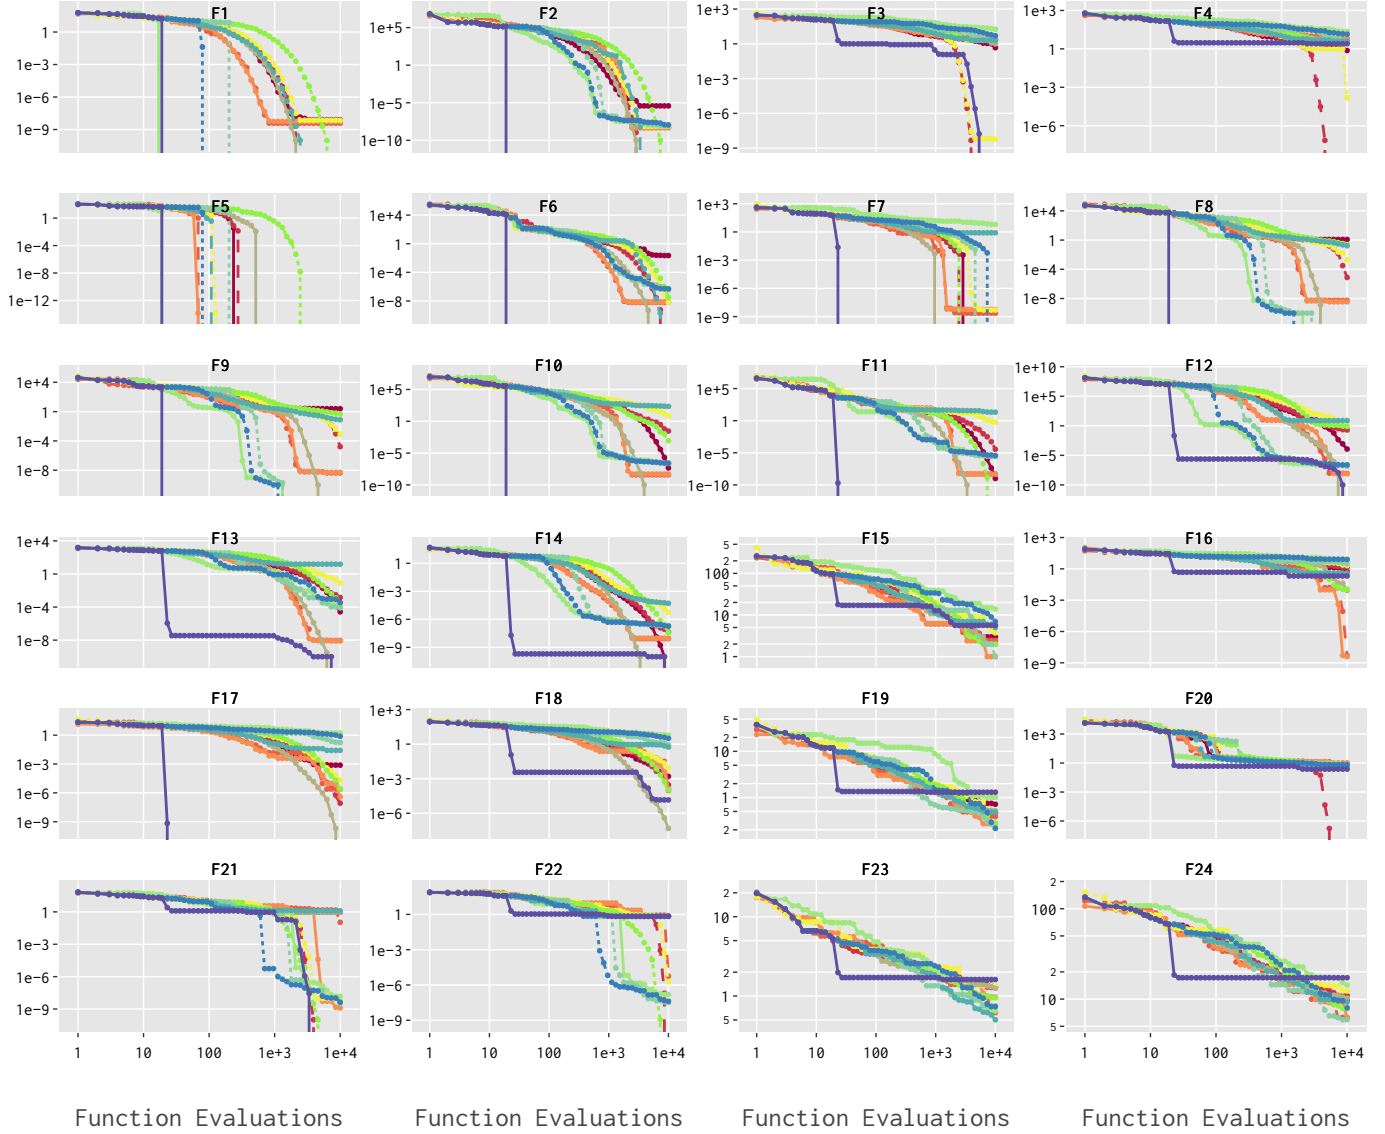 F1 F2 F3 F4
1 1e−3 1e−6 1e−9
1e+5 1 1e−5 1e−10
1e+3 1 1e−3 1e−6 1e−9
1e+3 1 1e−3 1e−6
F5 F6 F7 F8
1 1e−4 1e−8 1e−12
1e+4 1 1e−4 1e−8
1e+3 1 1e−3 1e−6 1e−9
1e+4 1 1e−4 1e−8
F9 F10 F11 F12
1e+4 1 1e−4 1e−8
1e+5 1 1e−5 1e−10
1e+5 1 1e−5 1e−10
1e+10 1e+5 1 1e−5 1e−10
F13 F14 F15 F16
1e+4 1 1e−4 1e−8
1 1e−3 1e−6 1e−9
5 2 100 5 2 10 5 2 1
1e+3 1 1e−3 1e−6 1e−9
F17 F18 F19 F20
1 1e−3 1e−6 1e−9
1e+3 1 1e−3 1e−6
5 2 10 5 2 1 5 2
1e+3 1 1e−3 1e−6
F21 F22 F23 F24
1 1e−3 1e−6 1e−9
1 1e−3 1e−6 1e−9
2 10 5 2 1 5
100 5 2 10 5
1 10 100 1e+3 1e+4 1 10 100 1e+3 1e+4 1 10 100 1e+3 1e+4 1 10 100 1e+3 1e+4
Function Evaluations Function Evaluations Function Evaluations Function Evaluations